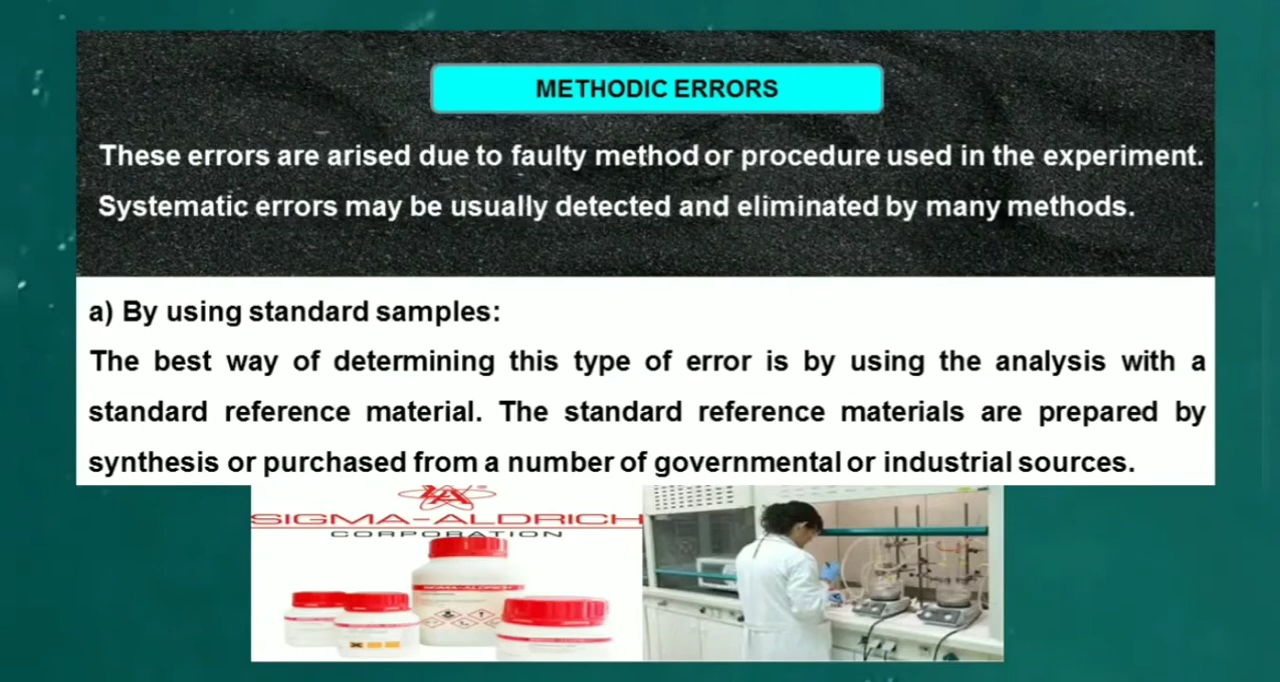 METHODIC ERRORS
These errors are arised due to faulty method or procedure used in the experiment.
Systematic errors may be usually detected and eliminated by many methods.
a) By using standard samples:
The best way of determining this type of error is by using the analysis with a
standard reference material. The standard reference materials are prepared by
synthesis or purchased from a number of governmental or industrial sources.
SIGMA-ALDRICH
CORPORATION
SIGMA-ALDRICH